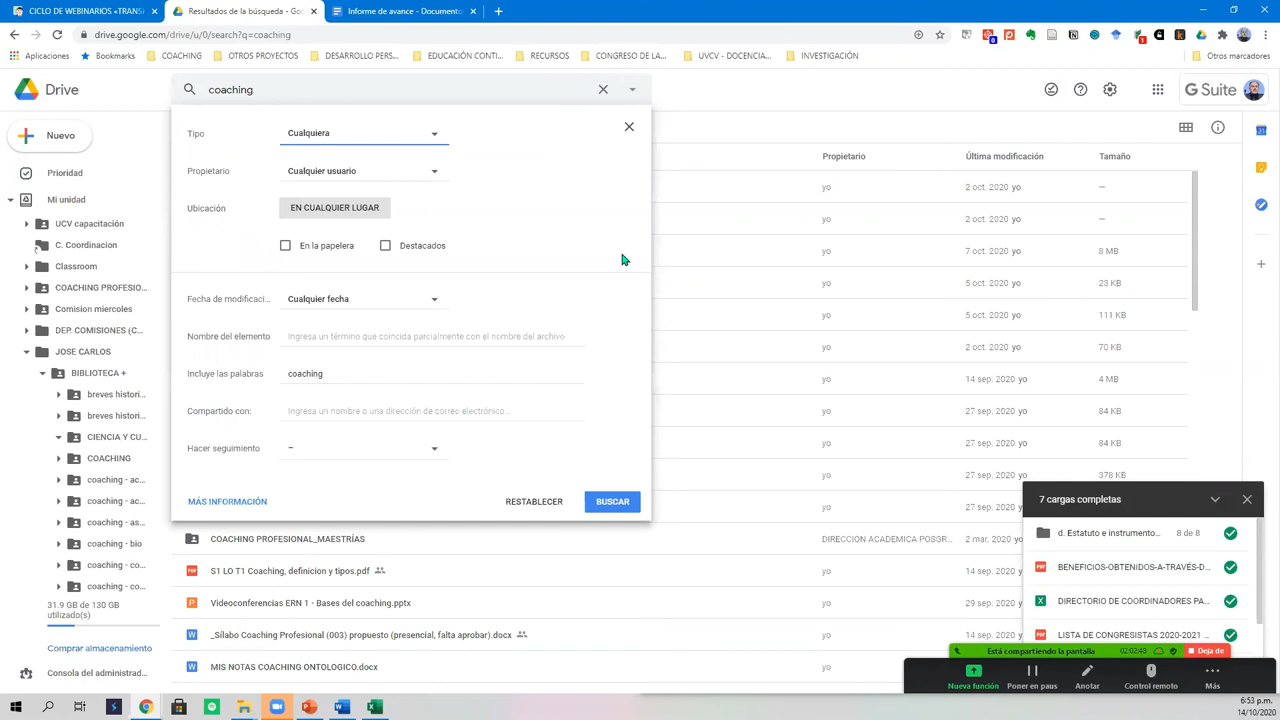 CICLO DE WEBINARIOS «TRANSF
Resultados de la búsqueda - Goo
Informe de avance - Documento
drive.google.com/drive/u/0/search?q=coaching
Aplicaciones
Bookmarks
COACHING
OTROS PROYECTOS
DESARROLLO PERS...
EDUCACIÓN CONTI...
RECURSOS
CONGRESO DE LA...
UVCV - DOCENCIA...
INVESTIGACIÓN
Otros marcadores
Drive
coaching
G Suite
Nuevo
Tipo
Cualquiera
Propietario
Cualquier usuario
Ubicación
EN CUALQUIER LUGAR
En la papelera
Destacados
Fecha de modificaci...
Cualquier fecha
Nombre del elemento
Ingresa un término que coincida parcialmente con el nombre del archivo
Incluye las palabras
coaching
Compartido con:
Ingresa un nombre o una dirección de correo electrónico...
Hacer seguimiento
–
MÁS INFORMACIÓN
RESTABLECER
BUSCAR
Prioridad
Mi unidad
UCV capacitación
C. Coordinacion
Classroom
COACHING PROFESIO...
Comision miercoles
DEP. COMISIONES (C...
JOSE CARLOS
BIBLIOTECA +
breves histori...
breves histori...
CIENCIA Y CU...
COACHING
coaching - ac...
coaching - ac...
coaching - as...
coaching - bio
coaching - co...
coaching - co...
31.9 GB de 130 GB
utilizado(s)
Comprar almacenamiento
Consola del administrad...
Propietario
Última modificación
Tamaño
yo
2 oct. 2020 yo
—
yo
2 oct. 2020 yo
—
yo
7 oct. 2020 yo
8 MB
yo
5 oct. 2020 yo
23 KB
yo
5 oct. 2020 yo
111 KB
yo
2 oct. 2020 yo
70 KB
yo
14 sep. 2020 yo
4 MB
yo
27 sep. 2020 yo
84 KB
yo
27 sep. 2020 yo
84 KB
yo
27 sep. 2020 yo
378 KB
yo
27 sep. 2020 yo
COACHING PROFESIONAL_MAESTRÍAS
DIRECCION ACADEMICA POSGR...
2 mar. 2020 yo
S1 LO T1 Coaching, definicion y tipos.pdf
yo
14 sep. 2020 yo
Videoconferencias ERN 1 - Bases del coaching.pptx
yo
29 sep. 2020 yo
_Sílabo Coaching Profesional (003) propuesto (presencial, falta aprobar).docx
yo
14 sep. 2020 yo
MIS NOTAS COACHING ONTOLOGICO.docx
yo
7 cargas completas
d. Estatuto e instrumento...
8 de 8
BENEFICIOS-OBTENIDOS-A-TRAVÉS-D...
DIRECTORIO DE COORDINADORES PA...
LISTA DE CONGRESISTAS 2020-2021 ...
Está compartiendo la pantalla
02:02:43
Deja de
Nueva función
Poner en paus
Anotar
Control remoto
Más
6:53 p.m.
14/10/2020